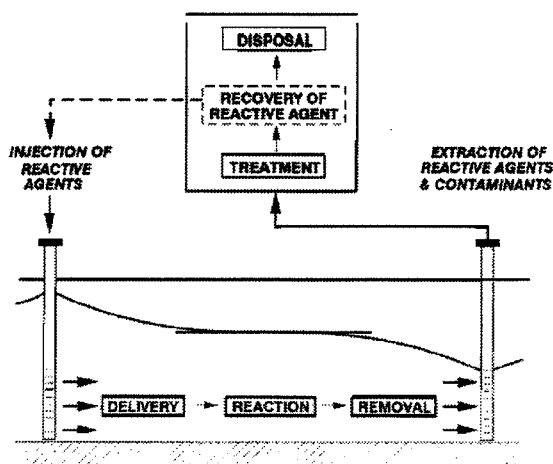 DISPOSAL
RECOVERY OF
REACTIVE AGENT
TREATMENT
INJECTION OF
REACTIVE
AGENTS
EXTRACTION OF
REACTIVE AGENTS
& CONTAMINANTS
DELIVERY
REACTION
REMOVAL